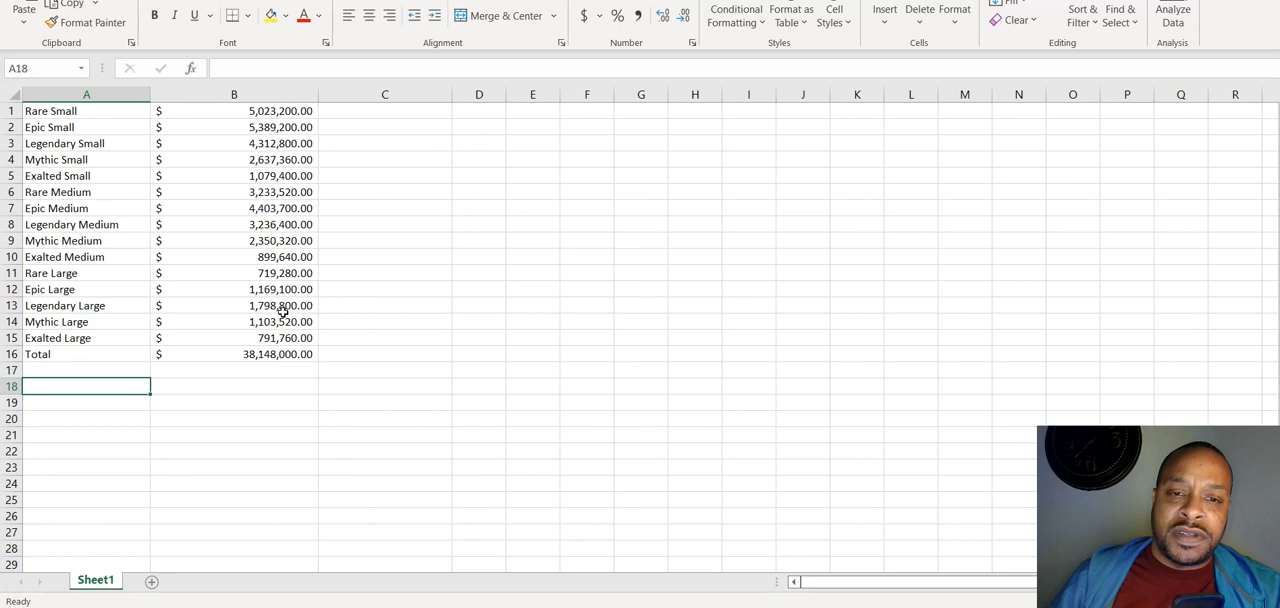 Paste
Copy
Format Painter
B I U A
Merge & Center
$ % 9
Conditional Formatting
Format as Table
Cell Styles
Insert
Delete
Format
Fill
Clear
Sort & Filter
Find & Select
Analyze Data
Clipboard
Font
Alignment
Number
Styles
Cells
Editing
Analysis
A18
fx
A B C D E F G H I J K L M N O P Q R
1 Rare Small $ 5,023,200.00
2 Epic Small $ 5,389,200.00
3 Legendary Small $ 4,312,800.00
4 Mythic Small $ 2,637,360.00
5 Exalted Small $ 1,079,400.00
6 Rare Medium $ 3,233,520.00
7 Epic Medium $ 4,403,700.00
8 Legendary Medium $ 3,236,400.00
9 Mythic Medium $ 2,350,320.00
10 Exalted Medium $ 899,640.00
11 Rare Large $ 719,280.00
12 Epic Large $ 1,169,100.00
13 Legendary Large $ 1,798,800.00
14 Mythic Large $ 1,103,520.00
15 Exalted Large $ 791,760.00
16 Total $ 38,148,000.00
17
18
19
20
21
22
23
24
25
26
27
28
29
Sheet1
Ready